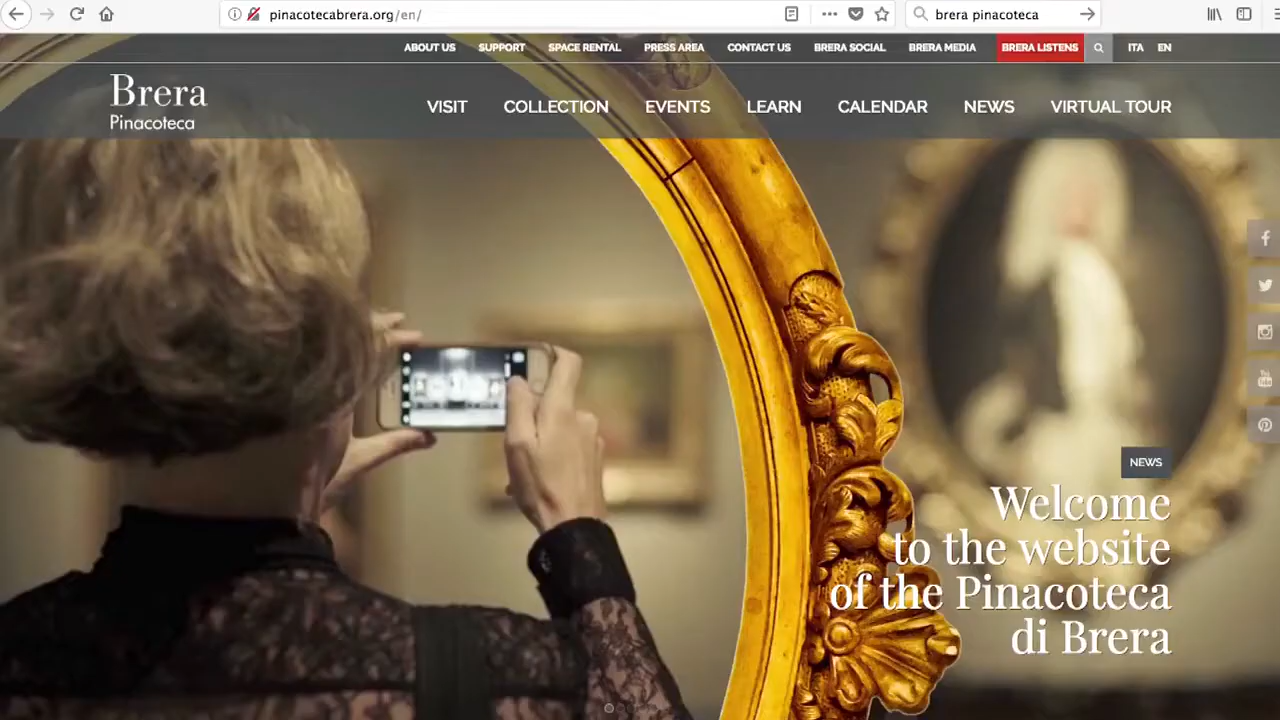 pinacotecabrera.org/en/
brera pinacoteca
ABOUT US SUPPORT SPACE RENTAL PRESS AREA CONTACT US BRERA SOCIAL BRERA MEDIA BRERA LISTENS ITA EN
Brera
Pinacoteca
VISIT COLLECTION EVENTS LEARN CALENDAR NEWS VIRTUAL TOUR
NEWS
Welcome
to the website
of the Pinacoteca
di Brera